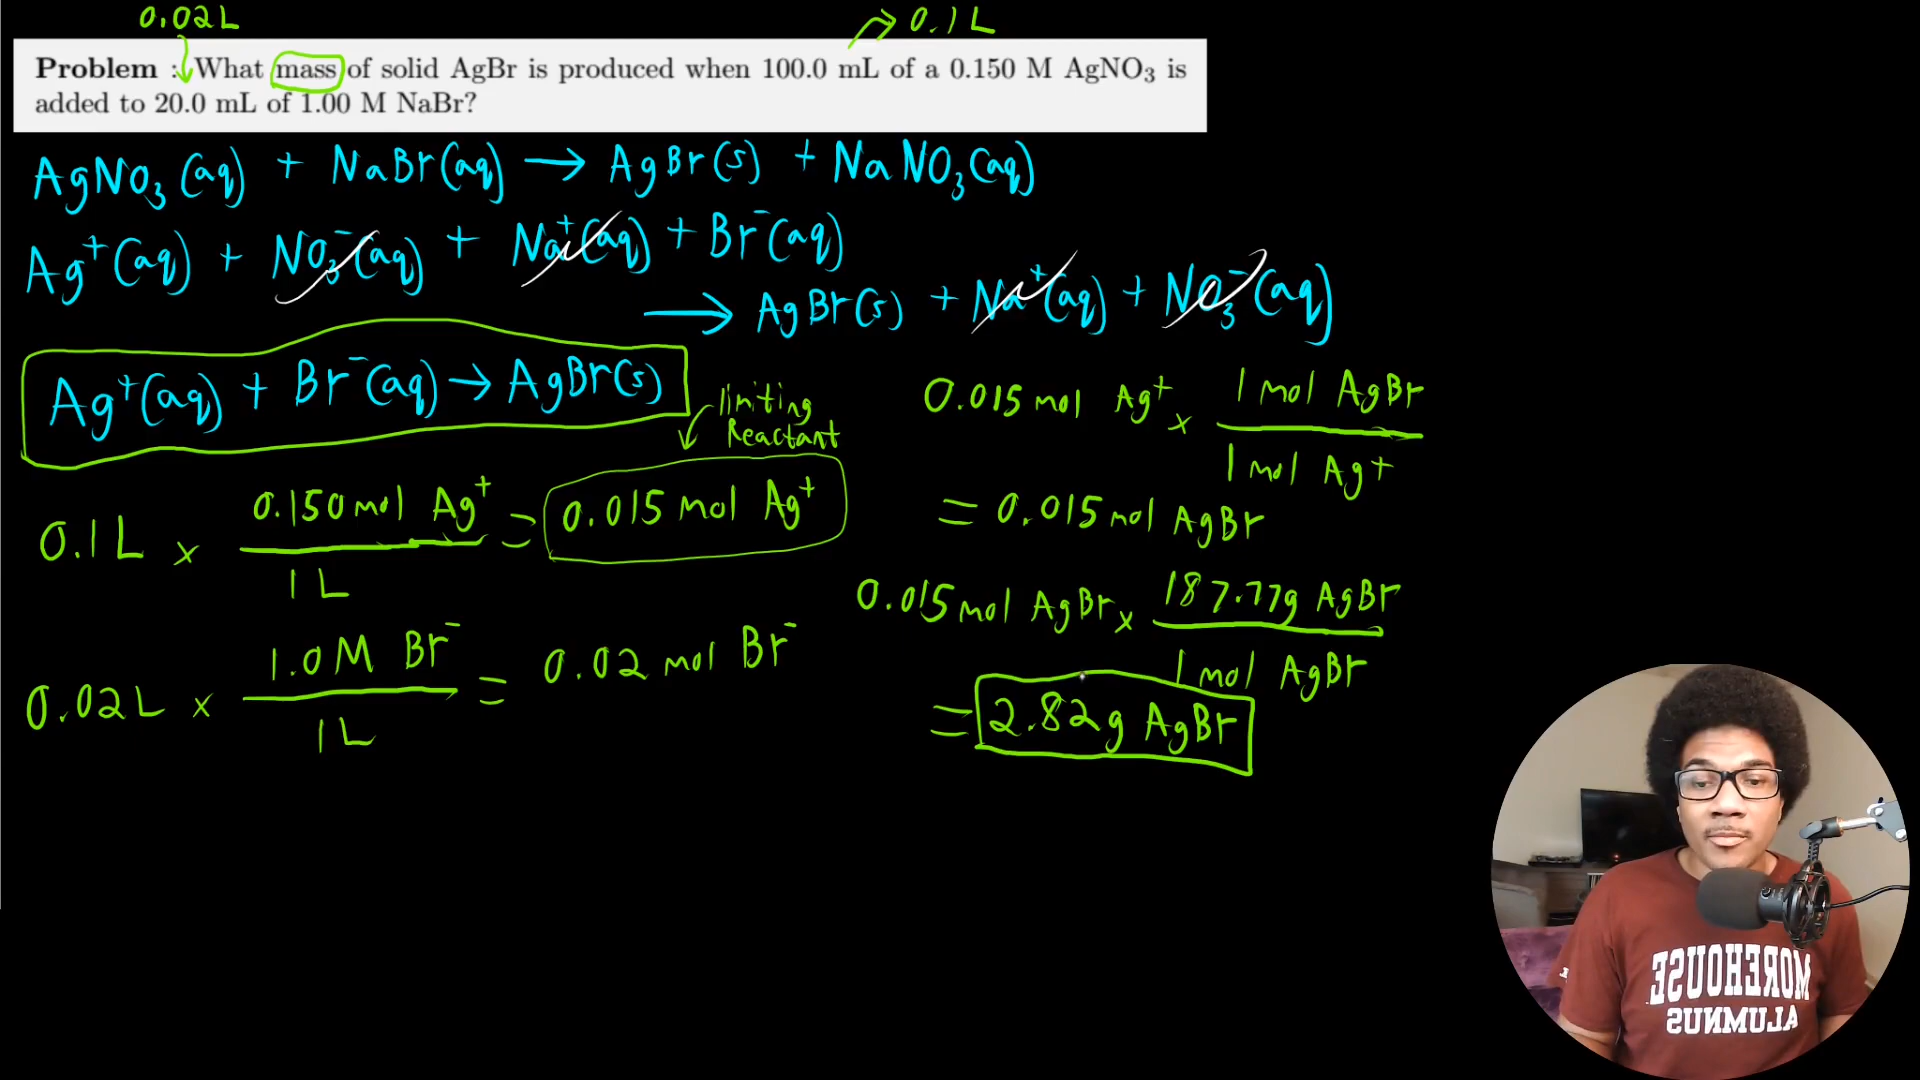 0.02L
0.1L
Problem : What mass of solid AgBr is produced when 100.0 mL of a 0.150 M AgNO₃ is
added to 20.0 mL of 1.00 M NaBr?
AgNO₃(aq) + NaBr(aq) → AgBr(s) + NaNO₃(aq)
Ag⁺(aq) + NO₃⁻(aq) + Na⁺(aq) + Br⁻(aq)
→ AgBr(s) + Na⁺(aq) + NO₃⁻(aq)
Ag⁺(aq) + Br⁻(aq) → AgBr(s)
limiting
Reactant
0.1L x 0.150 mol Ag⁺ / 1L = 0.015 mol Ag⁺
0.02L x 1.0M Br⁻ / 1L = 0.02 mol Br⁻
0.015 mol Ag⁺ x 1 mol AgBr / 1 mol Ag+
= 0.015 mol AgBr
0.015 mol AgBr x 187.77g AgBr / 1 mol AgBr
= 2.82g AgBr
MOREHOUSE
ALUMNUS